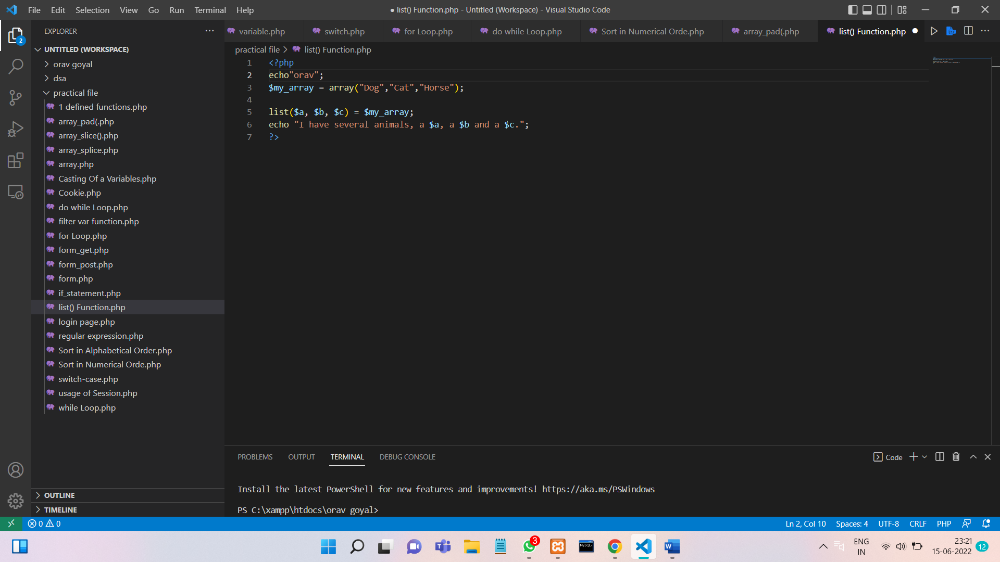 File Edit Selection View Go Run Terminal Help
● list() Function.php - Untitled (Workspace) - Visual Studio Code
2
EXPLORER
UNTITLED (WORKSPACE)
orav goyal
dsa
practical file
1 defined functions.php
array_pad(.php
array_slice().php
array_splice.php
array.php
Casting Of a Variables.php
Cookie.php
do while Loop.php
filter var function.php
for Loop.php
form_get.php
form_post.php
form.php
if_statement.php
list() Function.php
login page.php
regular expression.php
Sort in Alphabetical Order.php
Sort in Numerical Orde.php
switch-case.php
usage of Session.php
while Loop.php
OUTLINE
TIMELINE
variable.php switch.php for Loop.php do while Loop.php Sort in Numerical Orde.php array_pad(.php list() Function.php
practical file > list() Function.php
1 <?php
2 echo"orav";
3 $my_array = array("Dog","Cat","Horse");
4
5 list($a, $b, $c) = $my_array;
6 echo "I have several animals, a $a, a $b and a $c.";
7 ?>
PROBLEMS OUTPUT TERMINAL DEBUG CONSOLE
Code
Install the latest PowerShell for new features and improvements! https://aka.ms/PSWindows
PS C:\xampp\htdocs\orav goyal>
0 0
Ln 2, Col 10 Spaces: 4 UTF-8 CRLF PHP
3
MySQL
ENG
IN
23:21
15-06-2022
12